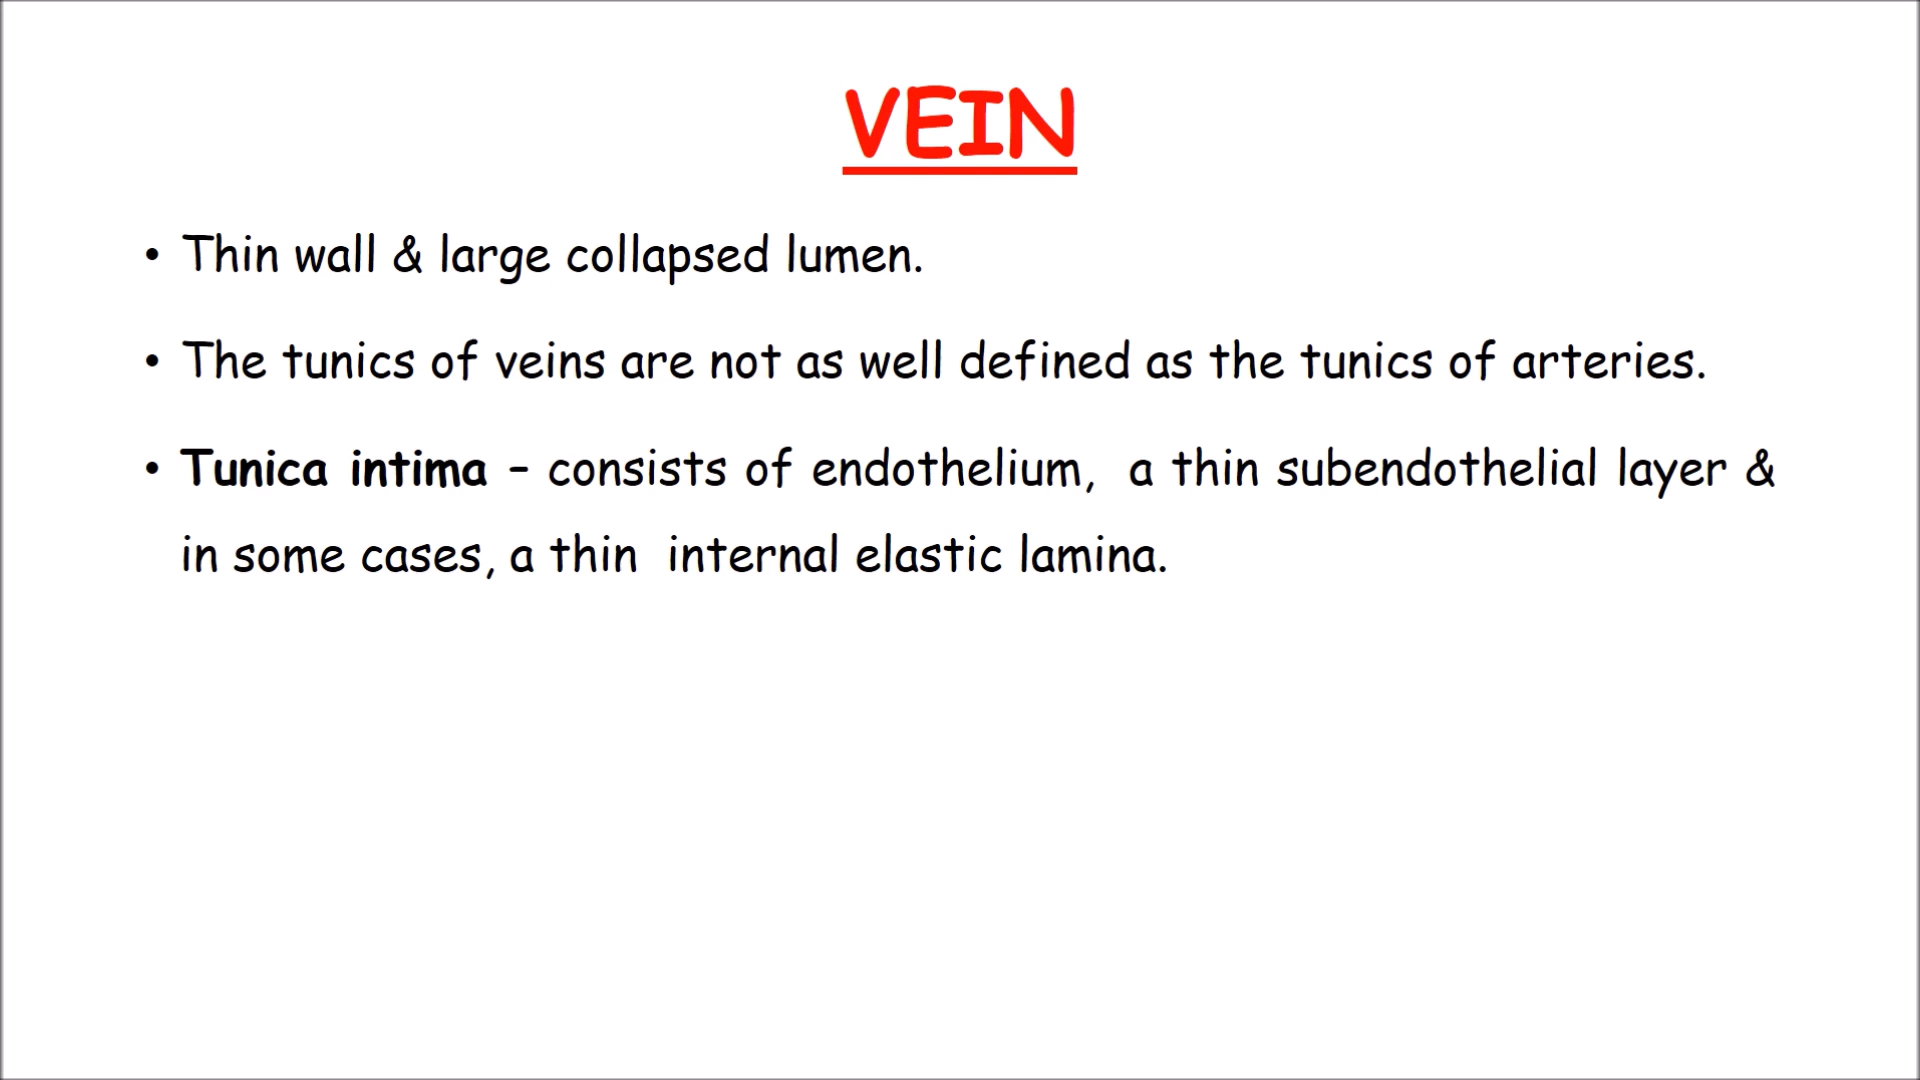 VEIN
• Thin wall & large collapsed lumen.
• The tunics of veins are not as well defined as the tunics of arteries.
• Tunica intima – consists of endothelium,  a thin subendothelial layer &
in some cases, a thin  internal elastic lamina.